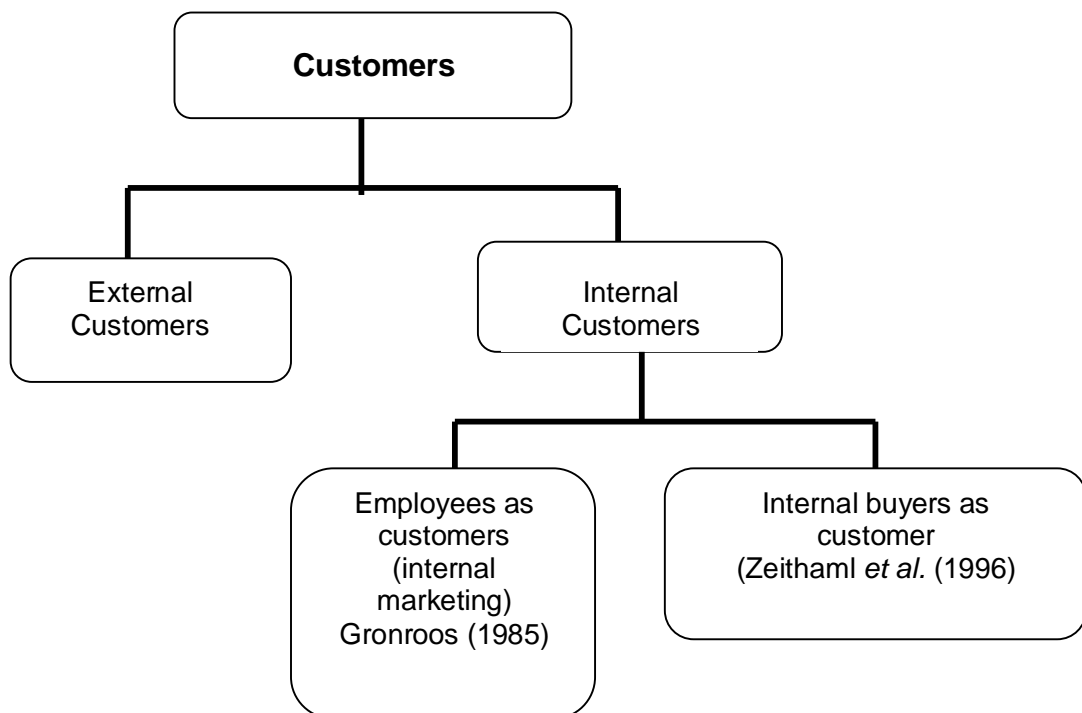 Customers
External
Customers
Internal
Customers
Employees as
customers
(internal
marketing)
Gronroos (1985)
Internal buyers as
customer
(Zeithaml et al. (1996)